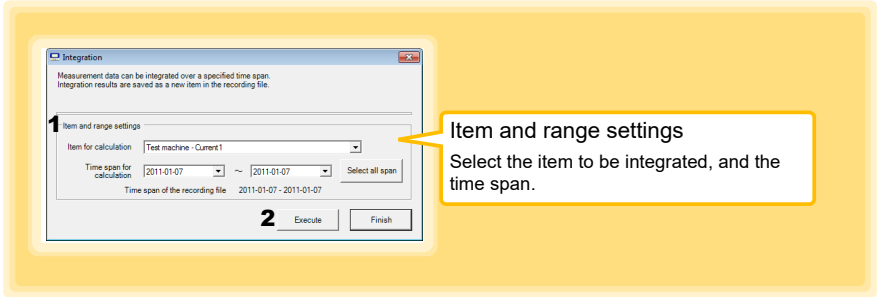 Integration
Measurement data can be integrated over a specified time span.
Integration results are saved as a new item in the recording file.
1
Item and range settings
Item for calculation Test machine - Current1
Time span for
calculation 2011-01-07 ~ 2011-01-07 Select all span
Time span of the recording file 2011-01-07 - 2011-01-07
2 Execute Finish
Item and range settings
Select the item to be integrated, and the
time span.